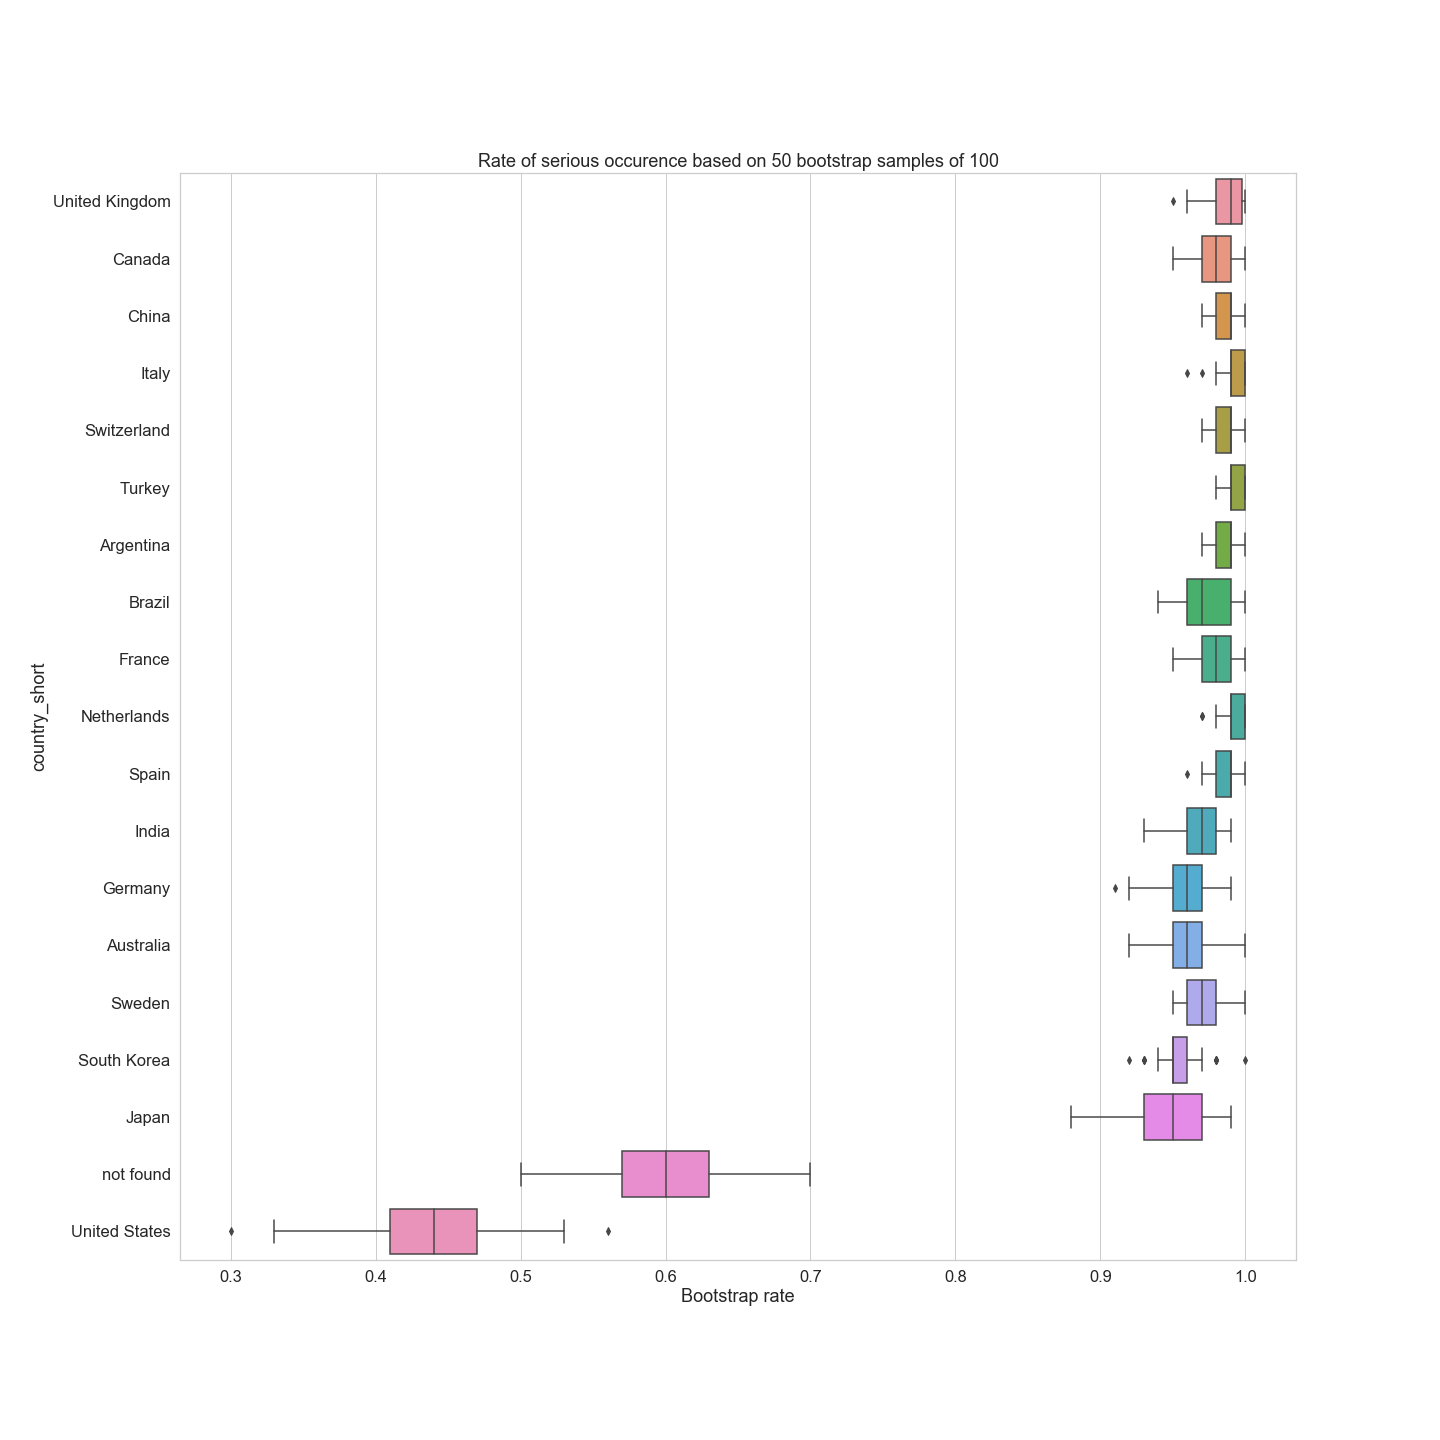 Rate of serious occurence based on 50 bootstrap samples of 100
United Kingdom
Canada
China
Italy
Switzerland
Turkey
Argentina
Brazil
France
Netherlands
Spain
India
Germany
Australia
Sweden
South Korea
Japan
not found
United States
country_short
0.3 0.4 0.5 0.6 0.7 0.8 0.9 1.0
Bootstrap rate